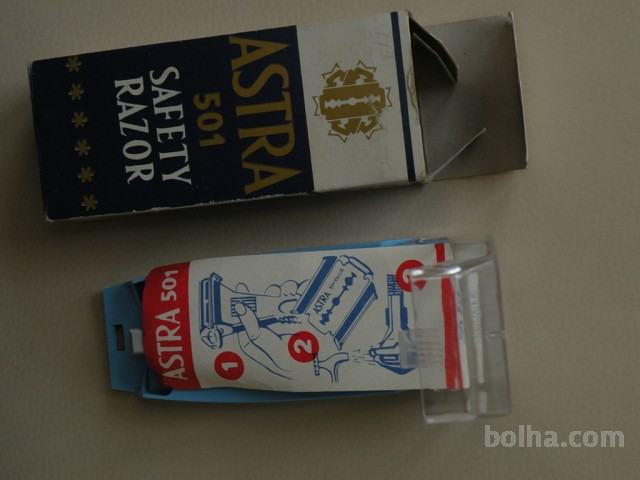 ASTRA
501
SAFETY
RAZOR
ASTRA 501
1
2
ASTRA
3
bolha.com